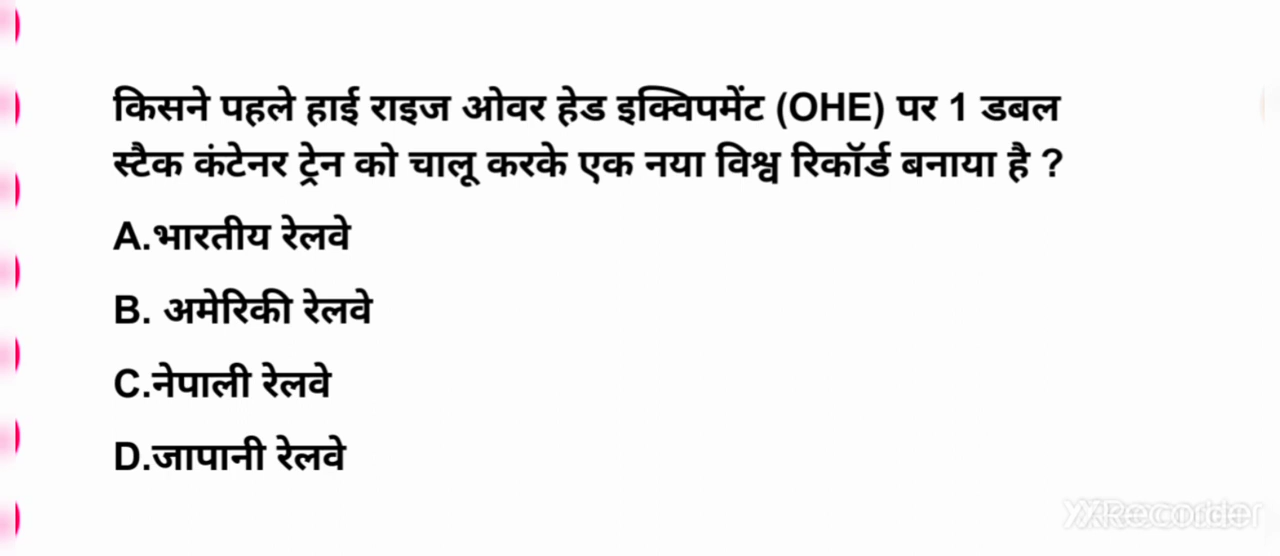 किसने पहले हाई राइज ओवर हेड इक्विपमेंट (OHE) पर 1 डबल
स्टैक कंटेनर ट्रेन को चालू करके एक नया विश्व रिकॉर्ड बनाया है ?
A.भारतीय रेलवे
B. अमेरिकी रेलवे
C.नेपाली रेलवे
D.जापानी रेलवे